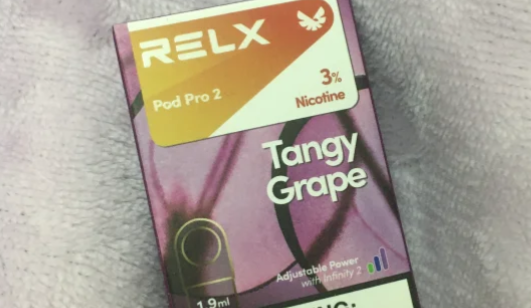 RELX
Pod Pro 2
3%
Nicotine
Tangy
Grape
Adjustable Power
with Infinity 2
1.9ml